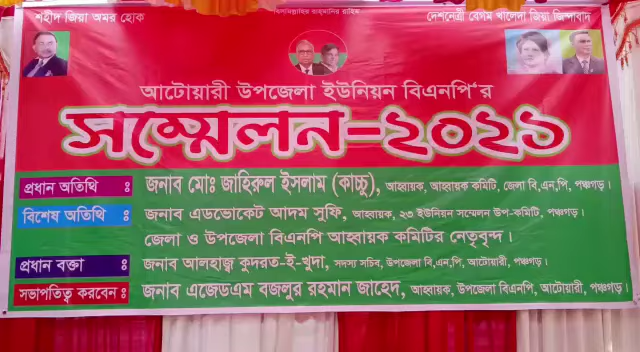 বিসমিল্লাহির রাহমানির রাহিম
শহীদ জিয়া অমর হোক
দেশনেত্রী বেগম খালেদা জিয়া জিন্দাবাদ
আটোয়ারী উপজেলা ইউনিয়ন বিএনপি'র
সম্মেলন-২০২১
প্রধান অতিথি : জনাব মোঃ জাহিরুল ইসলাম (কাচ্চু), আহ্বায়ক, আহ্বায়ক কমিটি, জেলা বি,এন,পি, পঞ্চগড়।
বিশেষ অতিথি : জনাব এডভোকেট আদম সুফি, আহ্বায়ক, ২৩ ইউনিয়ন সম্মেলন উপ-কমিটি, পঞ্চগড়।
জেলা ও উপজেলা বিএনপি আহ্বায়ক কমিটির নেতৃবৃন্দ।
প্রধান বক্তা : জনাব আলহাজ্ব কুদরত-ই-খুদা, সদস্য সচিব, উপজেলা বি,এন,পি, আটোয়ারী, পঞ্চগড়।
সভাপতিত্ব করবেন : জনাব এজেডএম বজলুর রহমান জাহেদ, আহ্বায়ক, উপজেলা বিএনপি, আটোয়ারী, পঞ্চগড়।